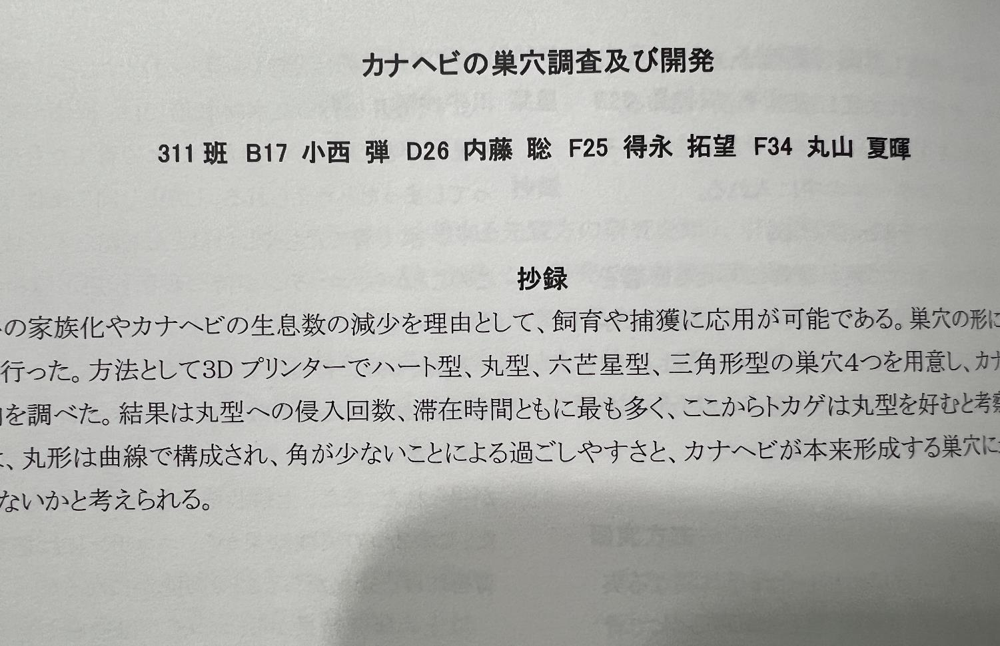 カナヘビの巣穴調査及び開発
311 班 B17 小西 弾 D26 内藤 聡 F25 得永 拓望 F34 丸山 夏暉
抄録
の家族化やカナヘビの生息数の減少を理由として、飼育や捕獲に応用が可能である。巣穴の形に
行った。方法として3D プリンターでハート型、丸型、六芒星型、三角形型の巣穴4つを用意し、カナ
を調べた。結果は丸型への侵入回数、滞在時間ともに最も多く、ここからトカゲは丸型を好むと考察
、丸形は曲線で構成され、角が少ないことによる過ごしやすさと、カナヘビが本来形成する巣穴に
ないかと考えられる。